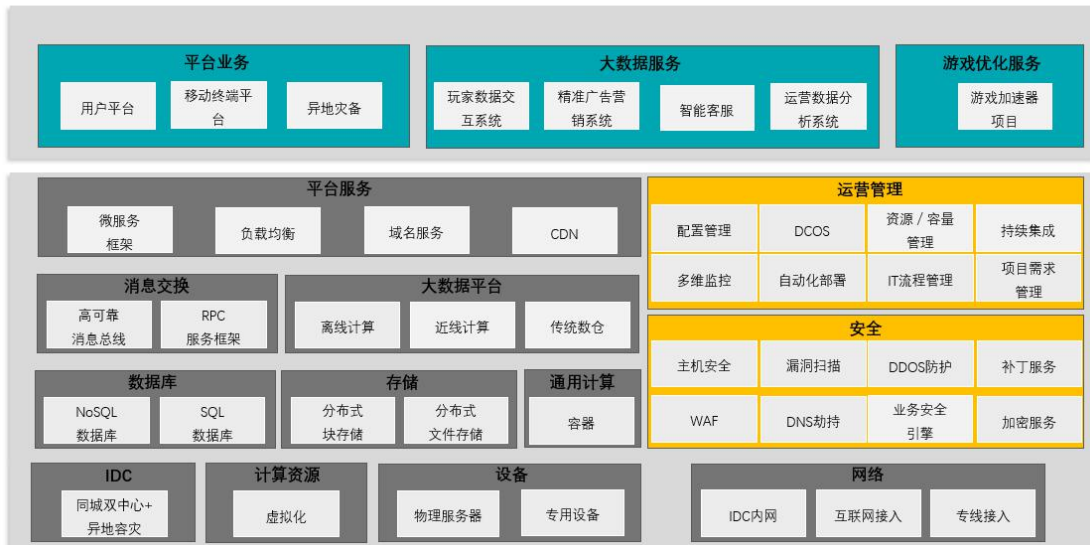 平台业务
用户平台
移动终端平
台
异地灾备
大数据服务
玩家数据交
互系统
精准广告营
销系统
智能客服
运营数据分
析系统
游戏优化服务
游戏加速器
项目
平台服务
微服务
框架
负载均衡
域名服务
CDN
运营管理
配置管理
DCOS
资源 / 容量
管理
持续集成
多维监控
自动化部署
IT流程管理
项目需求
管理
消息交换
高可靠
消息总线
RPC
服务框架
大数据平台
离线计算
近线计算
传统数仓
安全
主机安全
漏洞扫描
DDOS防护
补丁服务
WAF
DNS劫持
业务安全
引擎
加密服务
数据库
NoSQL
数据库
SQL
数据库
存储
分布式
块存储
分布式
文件存储
通用计算
容器
IDC
同城双中心+
异地容灾
计算资源
虚拟化
设备
物理服务器
专用设备
网络
IDC内网
互联网接入
专线接入